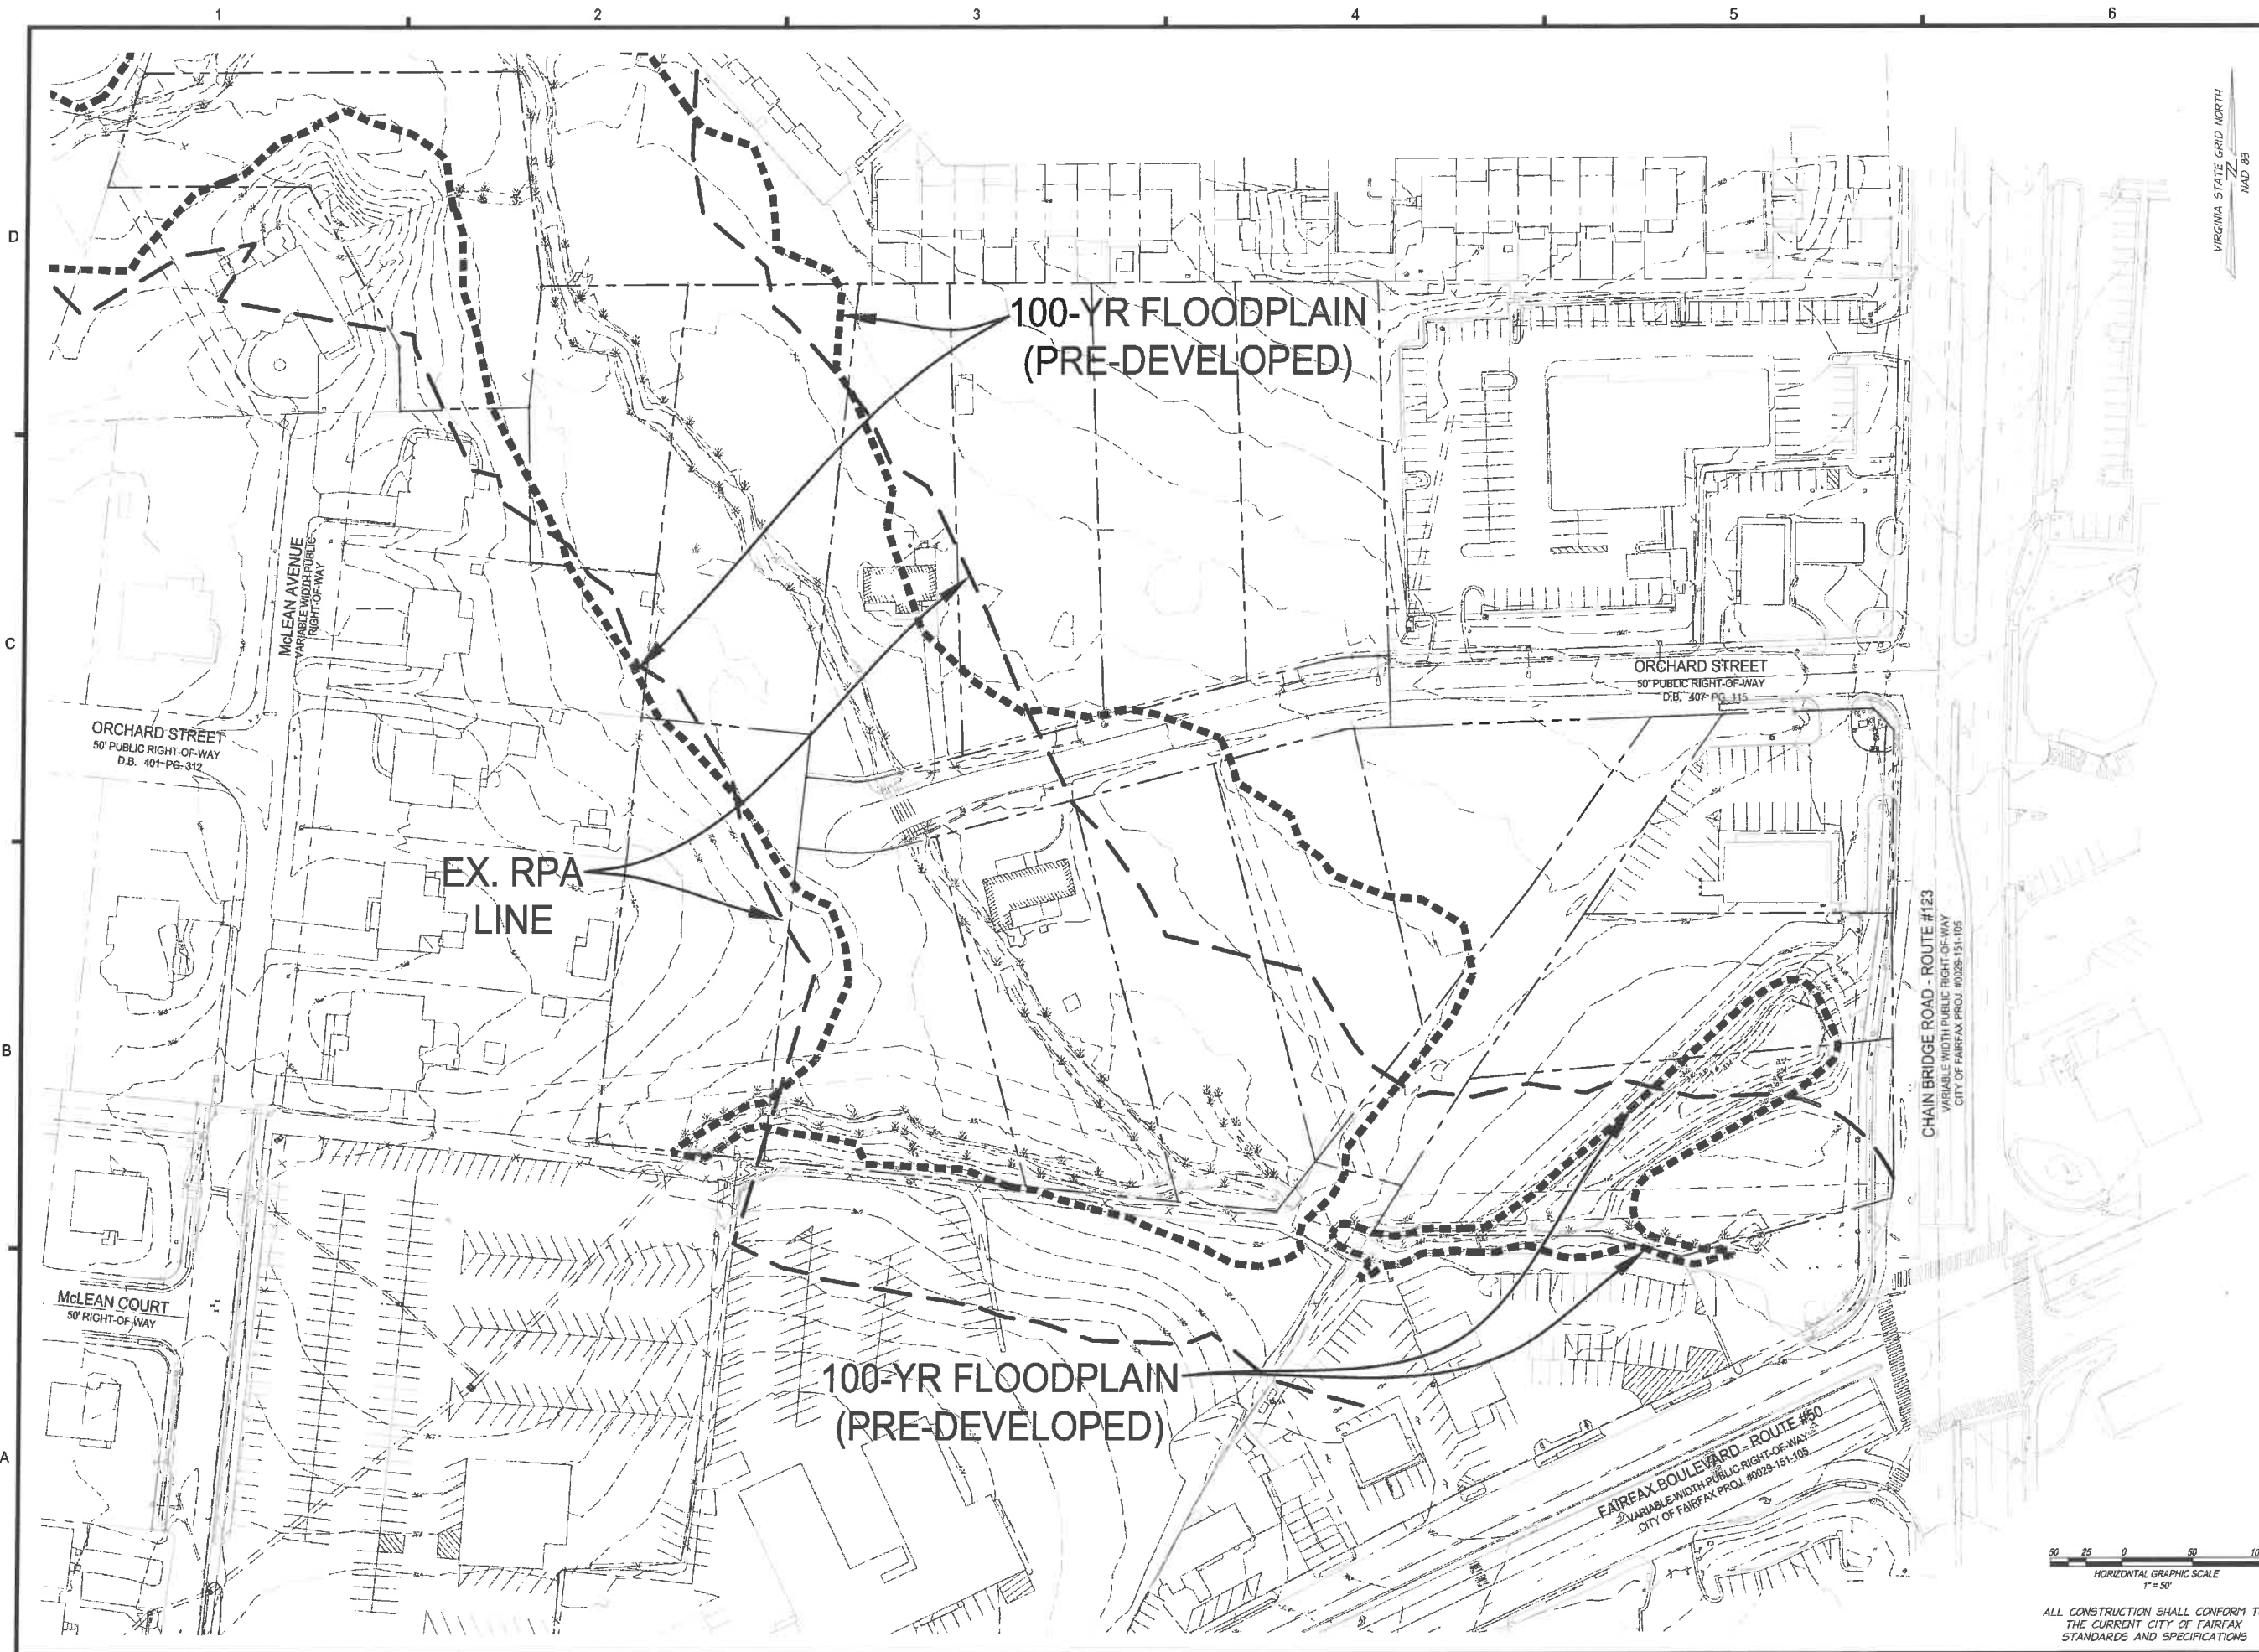 1 2 3 4 5 6
D
C
B
A
VIRGINIA STATE GRID NORTH
NAD 83
100-YR FLOODPLAIN
(PRE-DEVELOPED)
McLEAN AVENUE
VARIABLE WIDTH PUBLIC
RIGHT-OF-WAY
ORCHARD STREET
50' PUBLIC RIGHT-OF-WAY
D.B. 407 PG. 115
ORCHARD STREET
50' PUBLIC RIGHT-OF-WAY
D.B. 401 PG. 312
EX. RPA
LINE
CHAIN BRIDGE ROAD - ROUTE #123
VARIABLE WIDTH PUBLIC RIGHT-OF-WAY
CITY OF FAIRFAX PROJ. #0029-151-105
McLEAN COURT
50' RIGHT-OF-WAY
100-YR FLOODPLAIN
(PRE-DEVELOPED)
FAIRFAX BOULEVARD - ROUTE #50
VARIABLE WIDTH PUBLIC RIGHT-OF-WAY
CITY OF FAIRFAX PROJ. #0029-151-105
50 25 0 50
HORIZONTAL GRAPHIC SCALE
1" = 50'
ALL CONSTRUCTION SHALL CONFORM
THE CURRENT CITY OF FAIRFAX
STANDARDS AND SPECIFICATIONS